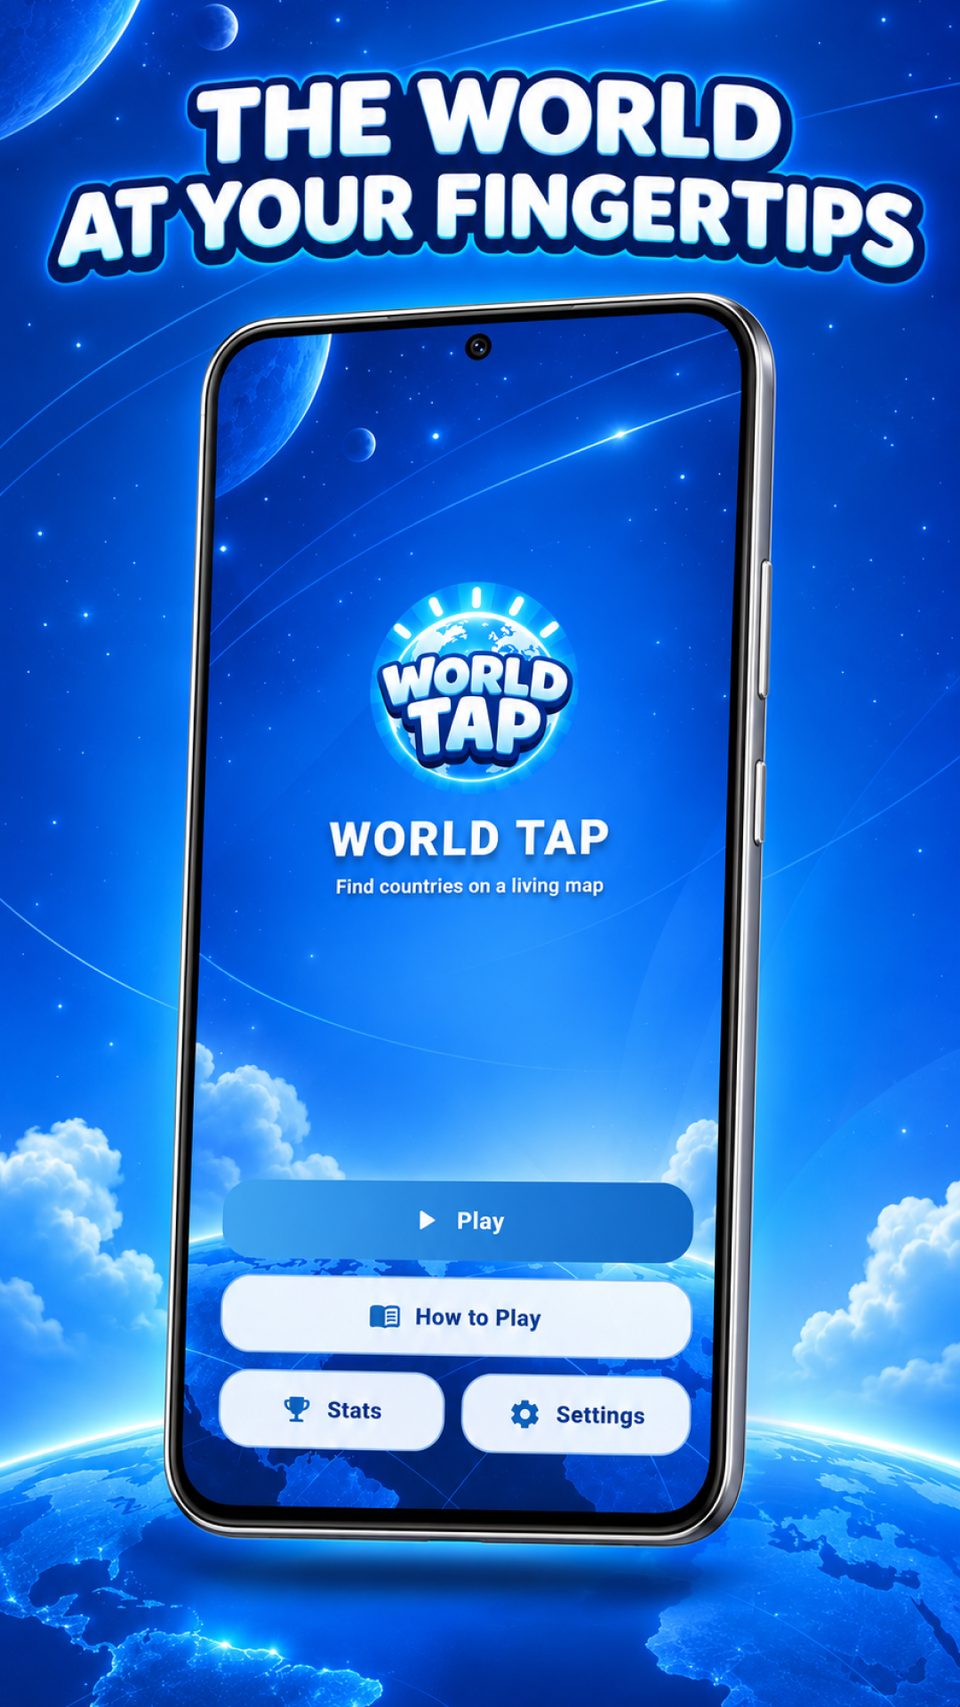 THE WORLD
AT YOUR FINGERTIPS
WORLD
TAP
WORLD TAP
Find countries on a living map
Play
How to Play
Stats
Settings